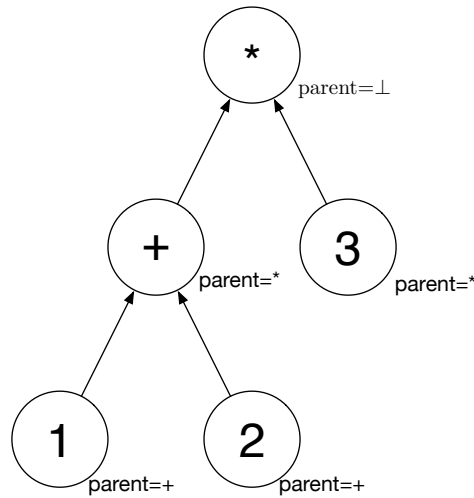 *
parent=⊥
+
parent=*
3
parent=*
1
parent=+
2
parent=+